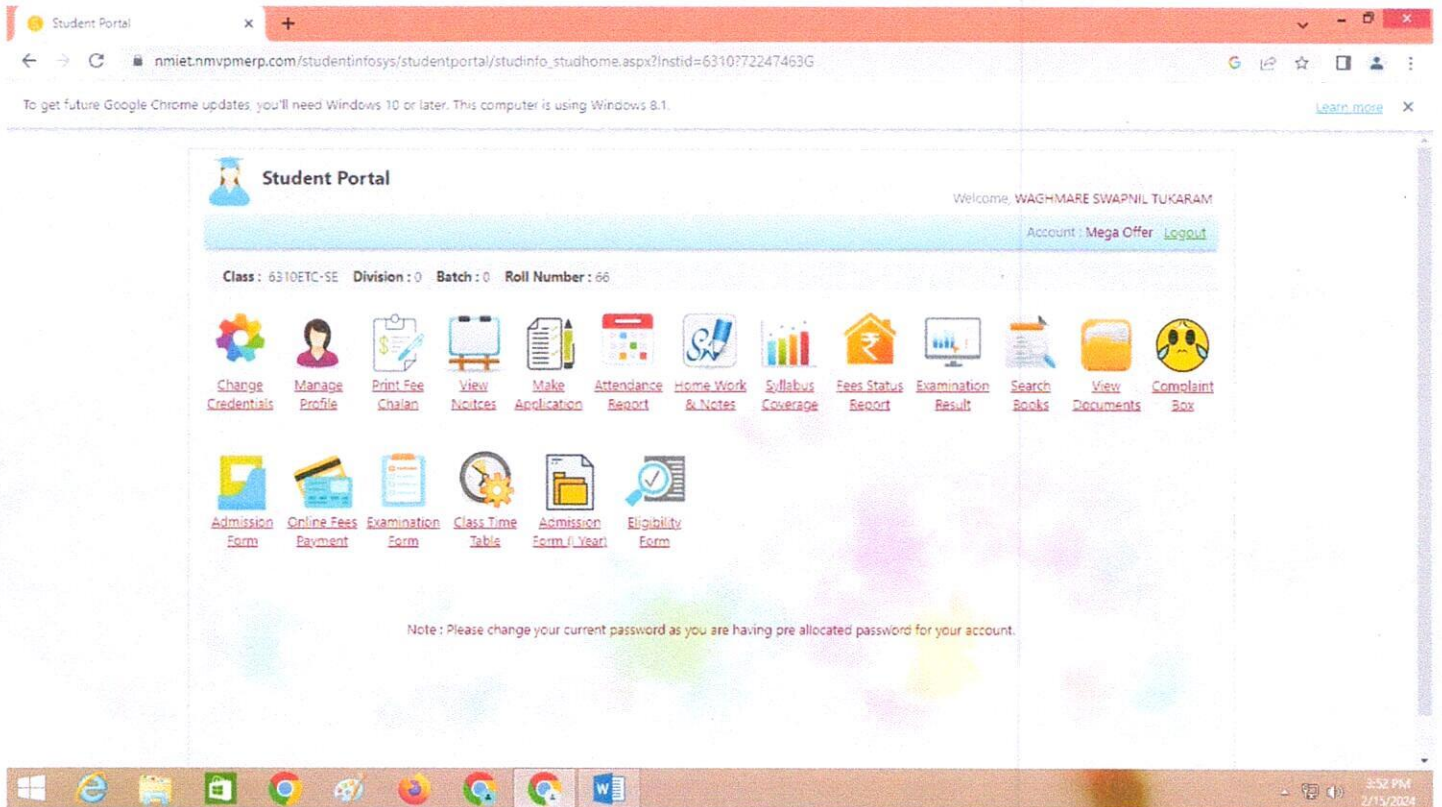 Student Portal
nmiet.nmvpmerp.com/studentinfosys/studentportal/studinfo_studhome.aspx?Instid=6310?72247463G
To get future Google Chrome updates, you'll need Windows 10 or later. This computer is using Windows 8.1.
Learn more
Student Portal
Welcome, WAGHMARE SWAPNIL TUKARAM
Account : Mega Offer Logout
Class : 6310ETC-SE Division : 0 Batch : 0 Roll Number : 66
Change Manage Print Fee View Make Attendance Home Work Syllabus Fees Status Examination Search View Complaint
Credentials Profile Chalan Noitces Application Report & Notes Coverage Report Result Books Documents Box
Admission Online Fees Examination Class Time Admission Eligibility
Form Payment Form Table Form (I Year) Form
Note : Please change your current password as you are having pre allocated password for your account.
3:52 PM
2/15/2024